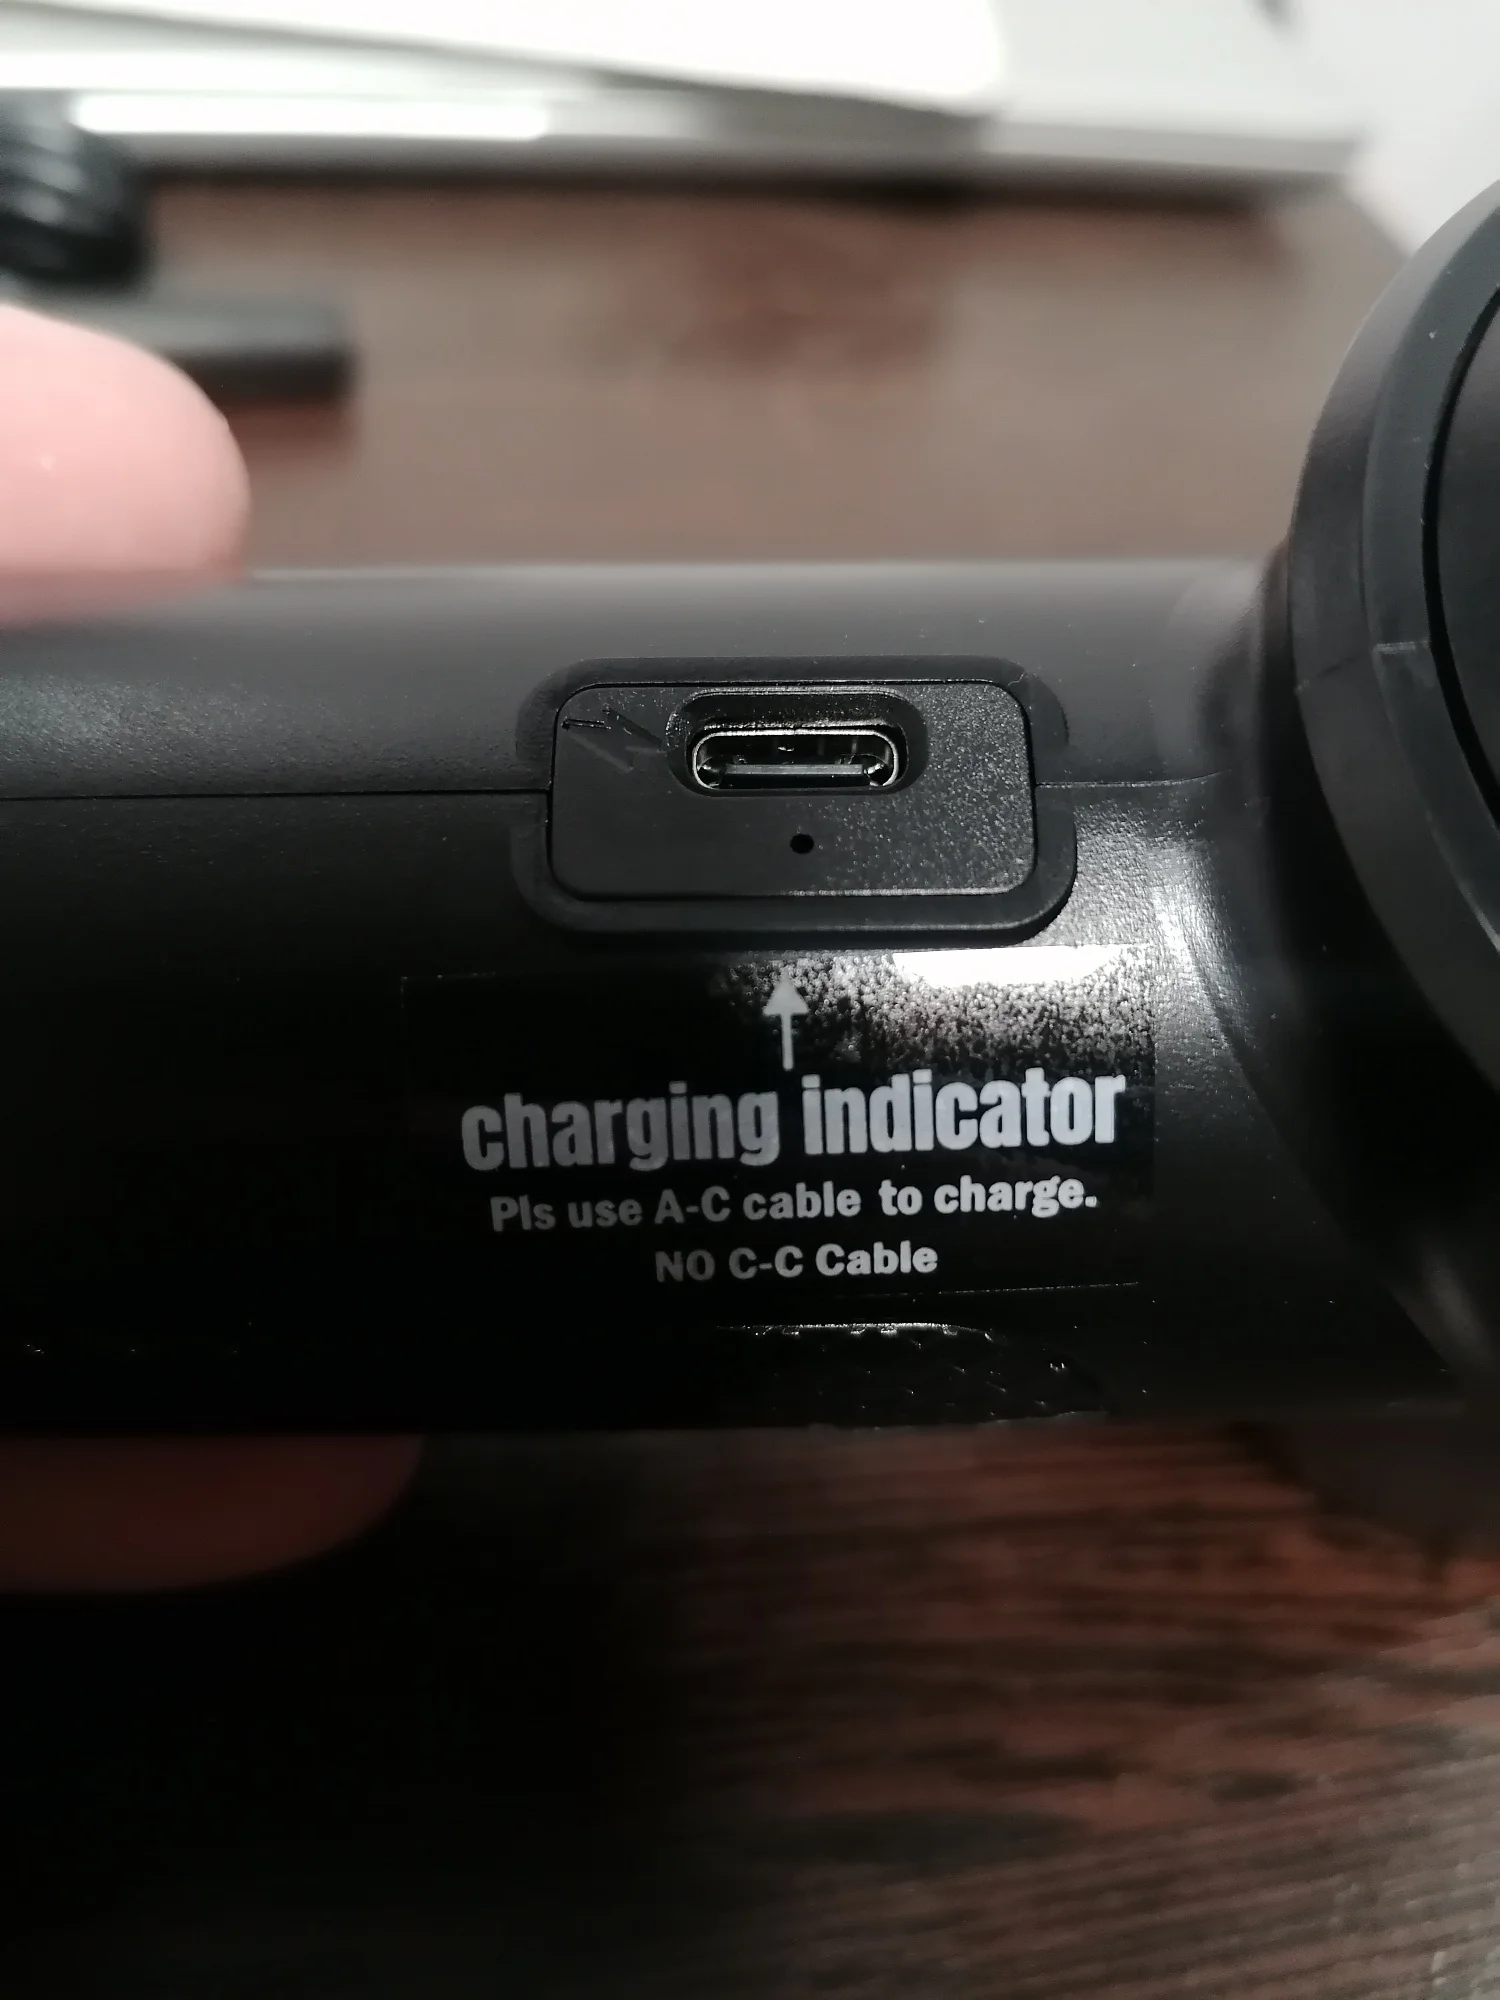 charging indicator
Pls use A-C cable to charge.
NO C-C Cable